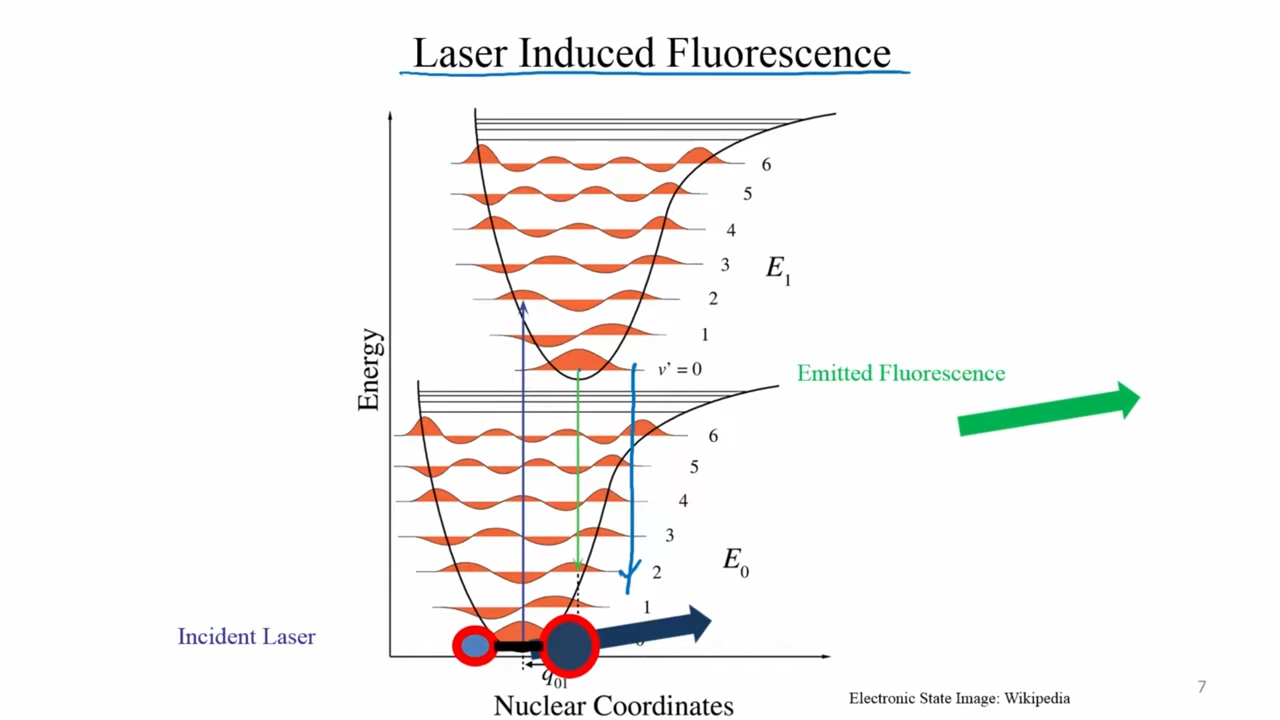 Laser Induced Fluorescence
6
5
4
3
2
1
v' = 0
E1
Energy
Emitted Fluorescence
6
5
4
3
2
1
E0
Incident Laser
q01
Nuclear Coordinates
Electronic State Image: Wikipedia
7